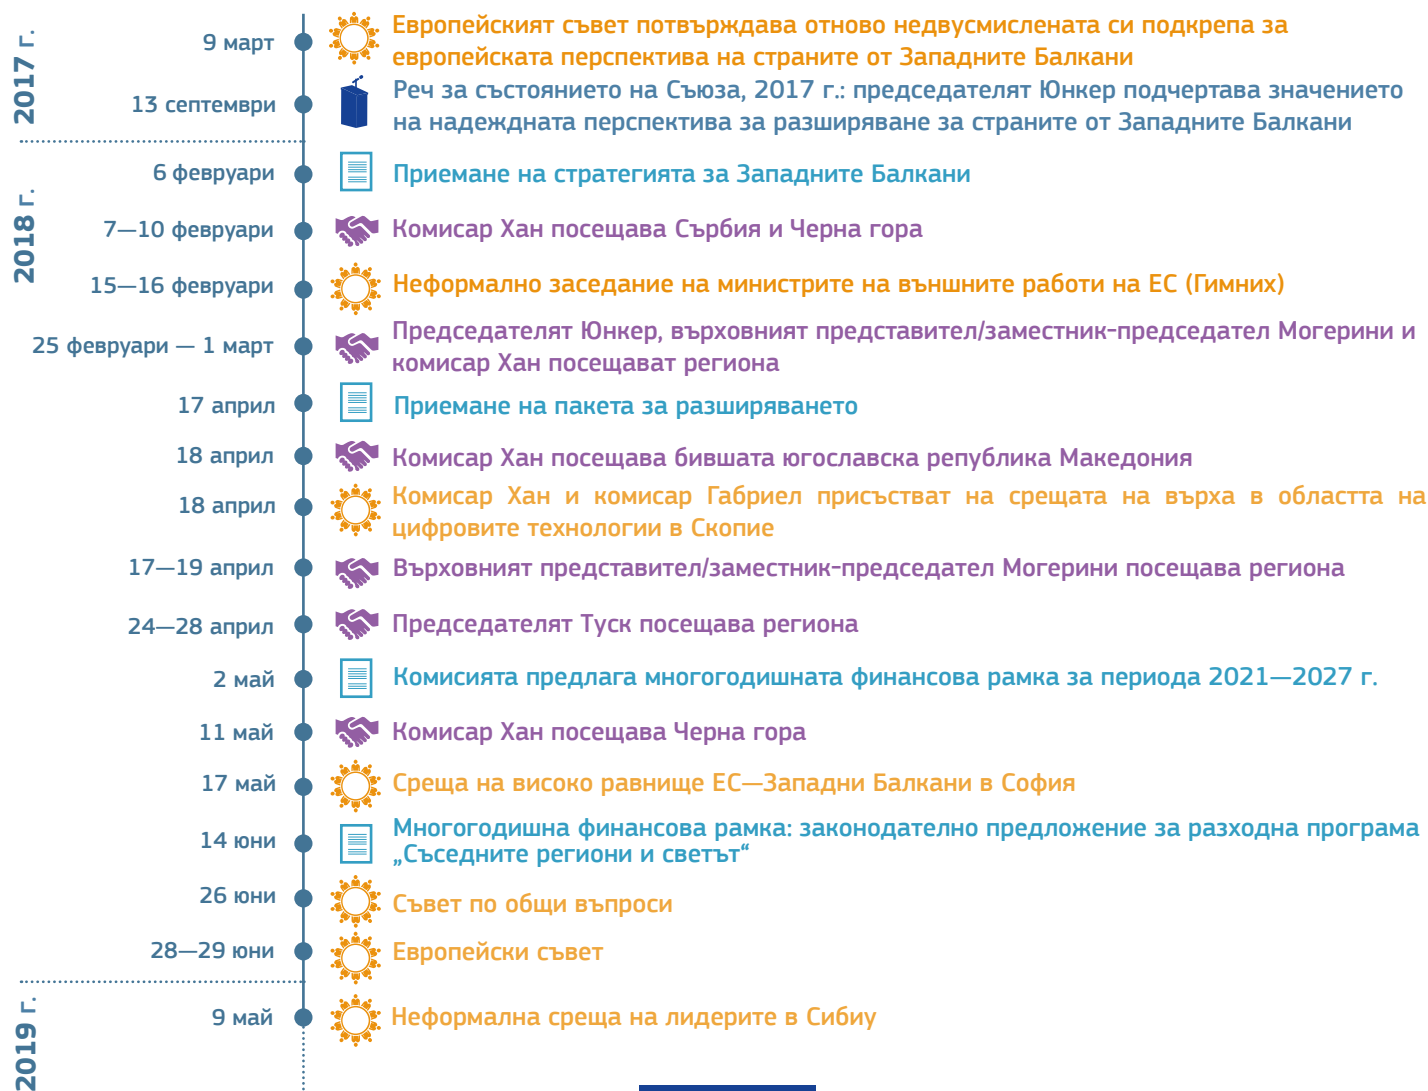 2017 г.
9 март
Европейският съвет потвърждава отново недвусмислената си подкрепа за
европейската перспектива на страните от Западните Балкани
13 септември
Реч за състоянието на Съюза, 2017 г.: председателят Юнкер подчертава значението
на надеждната перспектива за разширяване за страните от Западните Балкани
2018 г.
6 февруари
Приемане на стратегията за Западните Балкани
7—10 февруари
Комисар Хан посещава Сърбия и Черна гора
15—16 февруари
Неформално заседание на министрите на външните работи на ЕС (Гимних)
25 февруари — 1 март
Председателят Юнкер, върховният представител/заместник-председател Могерини и
комисар Хан посещават региона
17 април
Приемане на пакета за разширяването
18 април
Комисар Хан посещава бившата югославска република Македония
18 април
Комисар Хан и комисар Габриел присъстват на срещата на върха в областта на
цифровите технологии в Скопие
17—19 април
Върховният представител/заместник-председател Могерини посещава региона
24—28 април
Председателят Туск посещава региона
2 май
Комисията предлага многогодишната финансова рамка за периода 2021—2027 г.
11 май
Комисар Хан посещава Черна гора
17 май
Среща на високо равнище ЕС—Западни Балкани в София
14 юни
Многогодишна финансова рамка: законодателно предложение за разходна програма
„Съседните региони и светът“
26 юни
Съвет по общи въпроси
28—29 юни
Европейски съвет
2019 г.
9 май
Неформална среща на лидерите в Сибиу